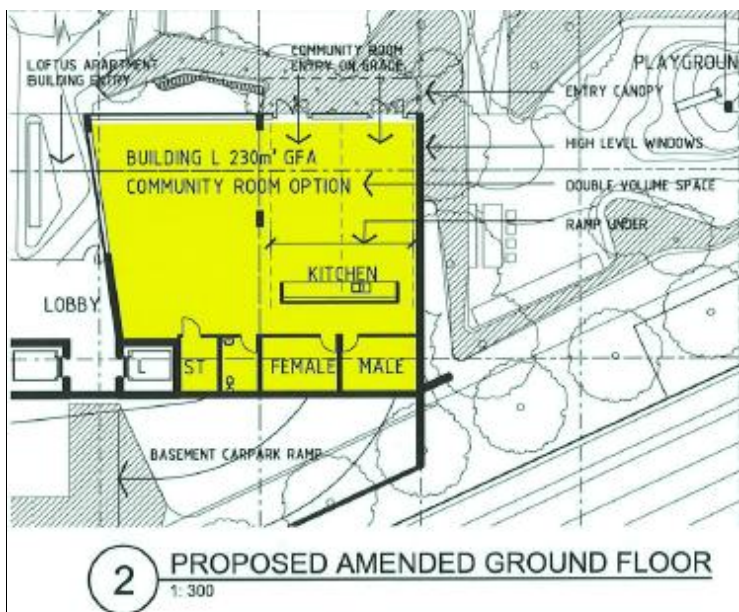 LOFTUS APARTMENT
BUILDING ENTRY
COMMUNITY ROOM
ENTRY ON GRADE
PLAYGROUN
ENTRY CANOPY
HIGH LEVEL WINDOWS
BUILDING L 230m² GFA
COMMUNITY ROOM OPTION
DOUBLE VOLUME SPACE
RAMP UNDER
KITCHEN
LOBBY
L
ST
FEMALE
MALE
BASEMENT CARPARK RAMP
2
PROPOSED AMENDED GROUND FLOOR
1: 300